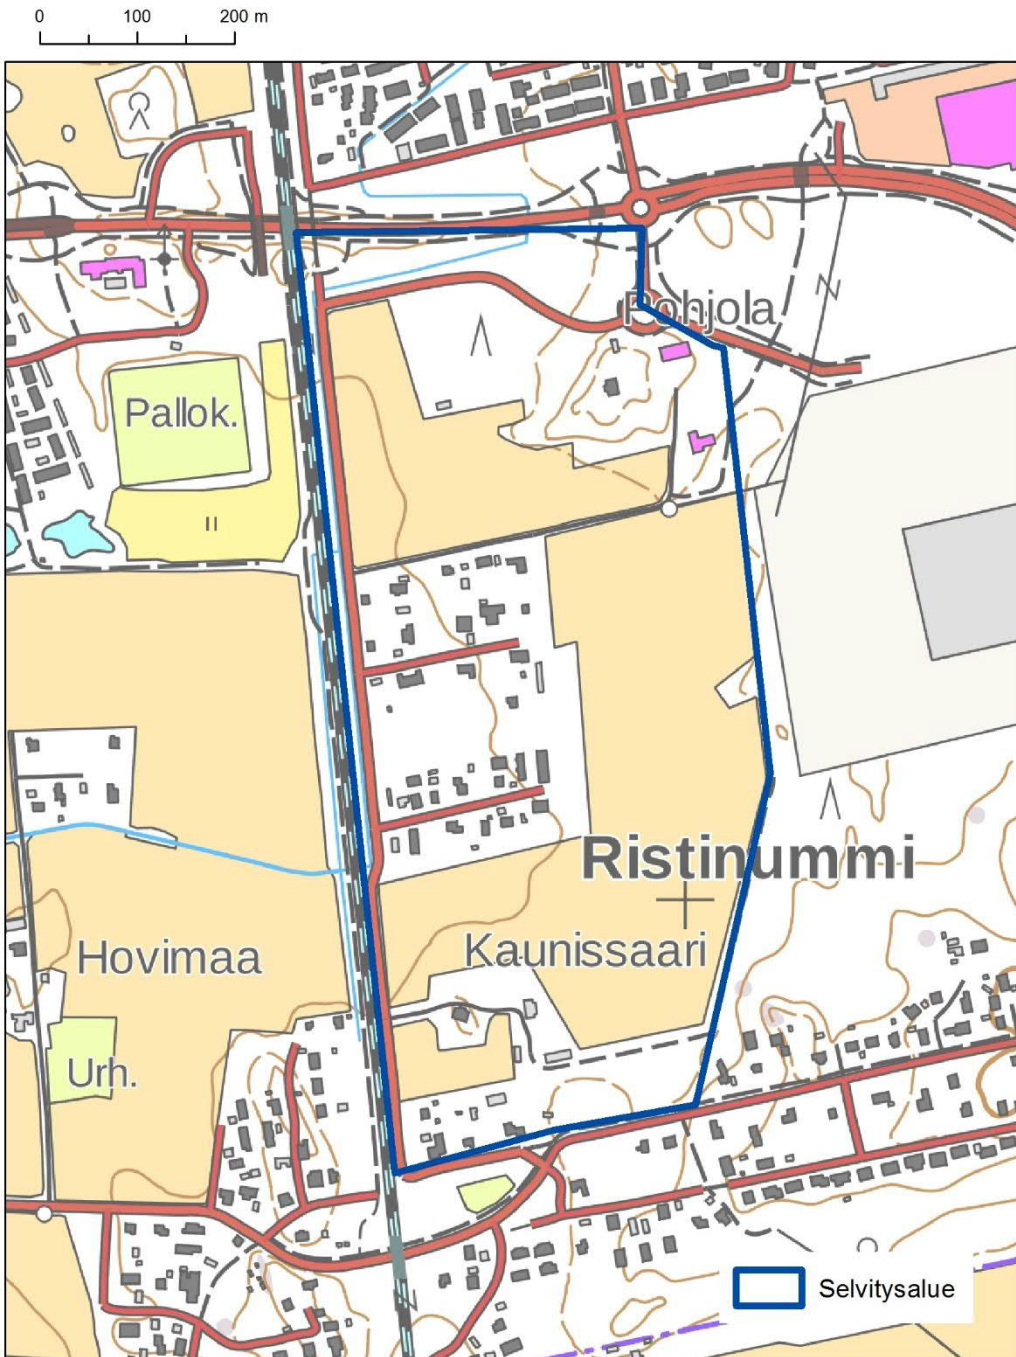 0 100 200 m
Pohjola
Pallok.
Ristinummi
Kaunissaari
Hovimaa
Urh.
Selvitysalue